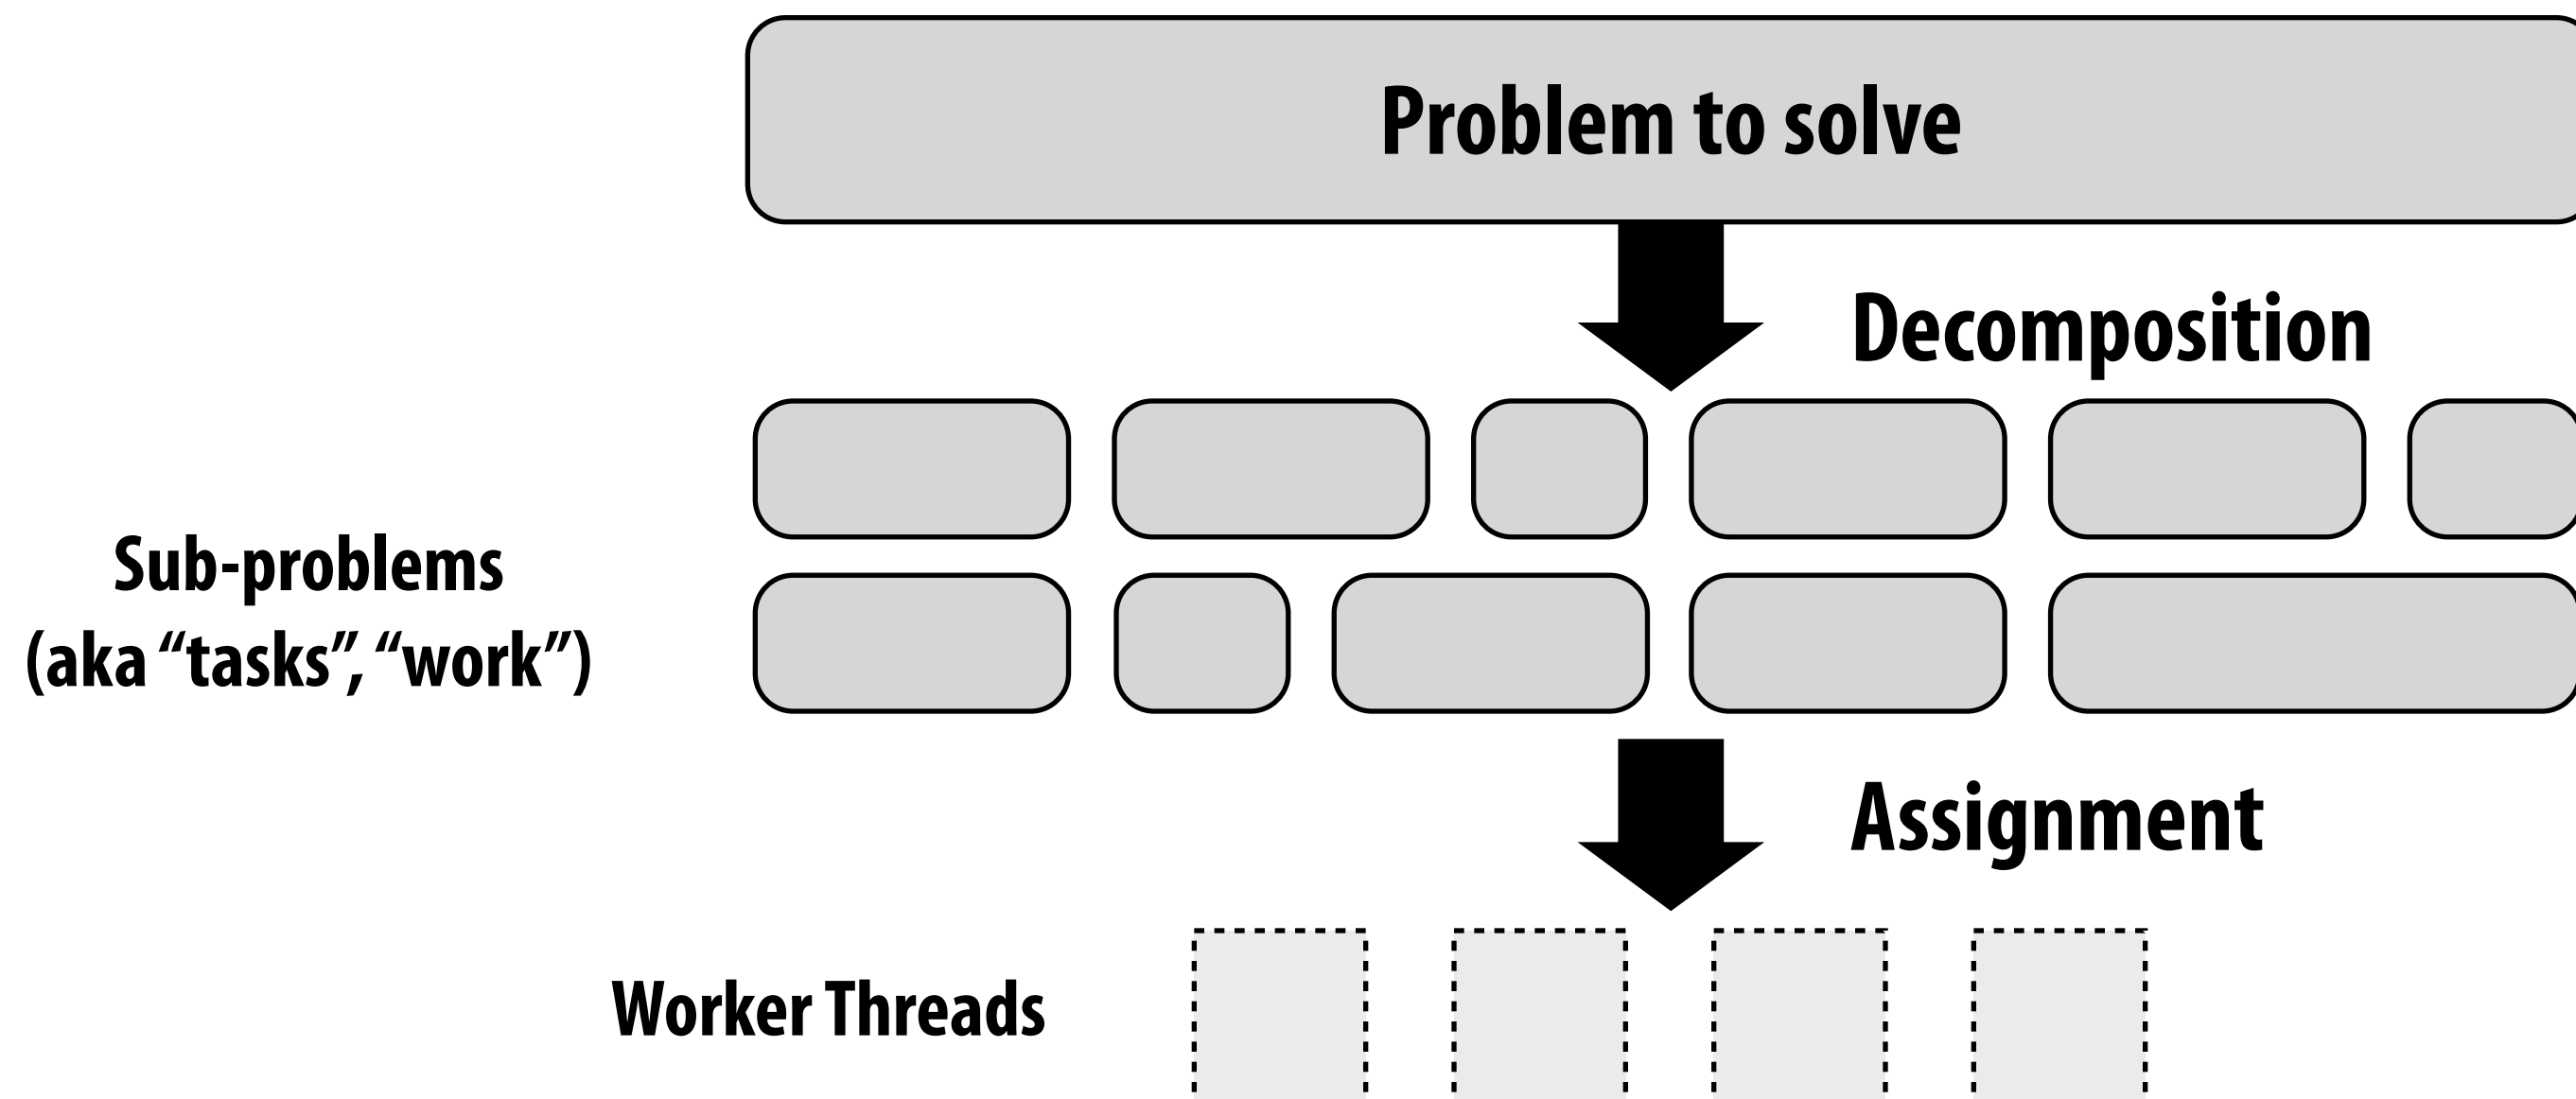 Problem to solve
Decomposition
Sub-problems
(aka “tasks”, “work”)
Assignment
Worker Threads